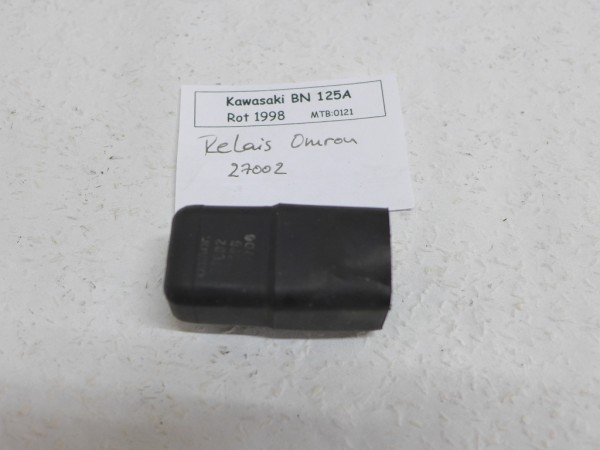 Kawasaki BN 125A
Rot 1998 MTB:0121
Relais Omron
27002